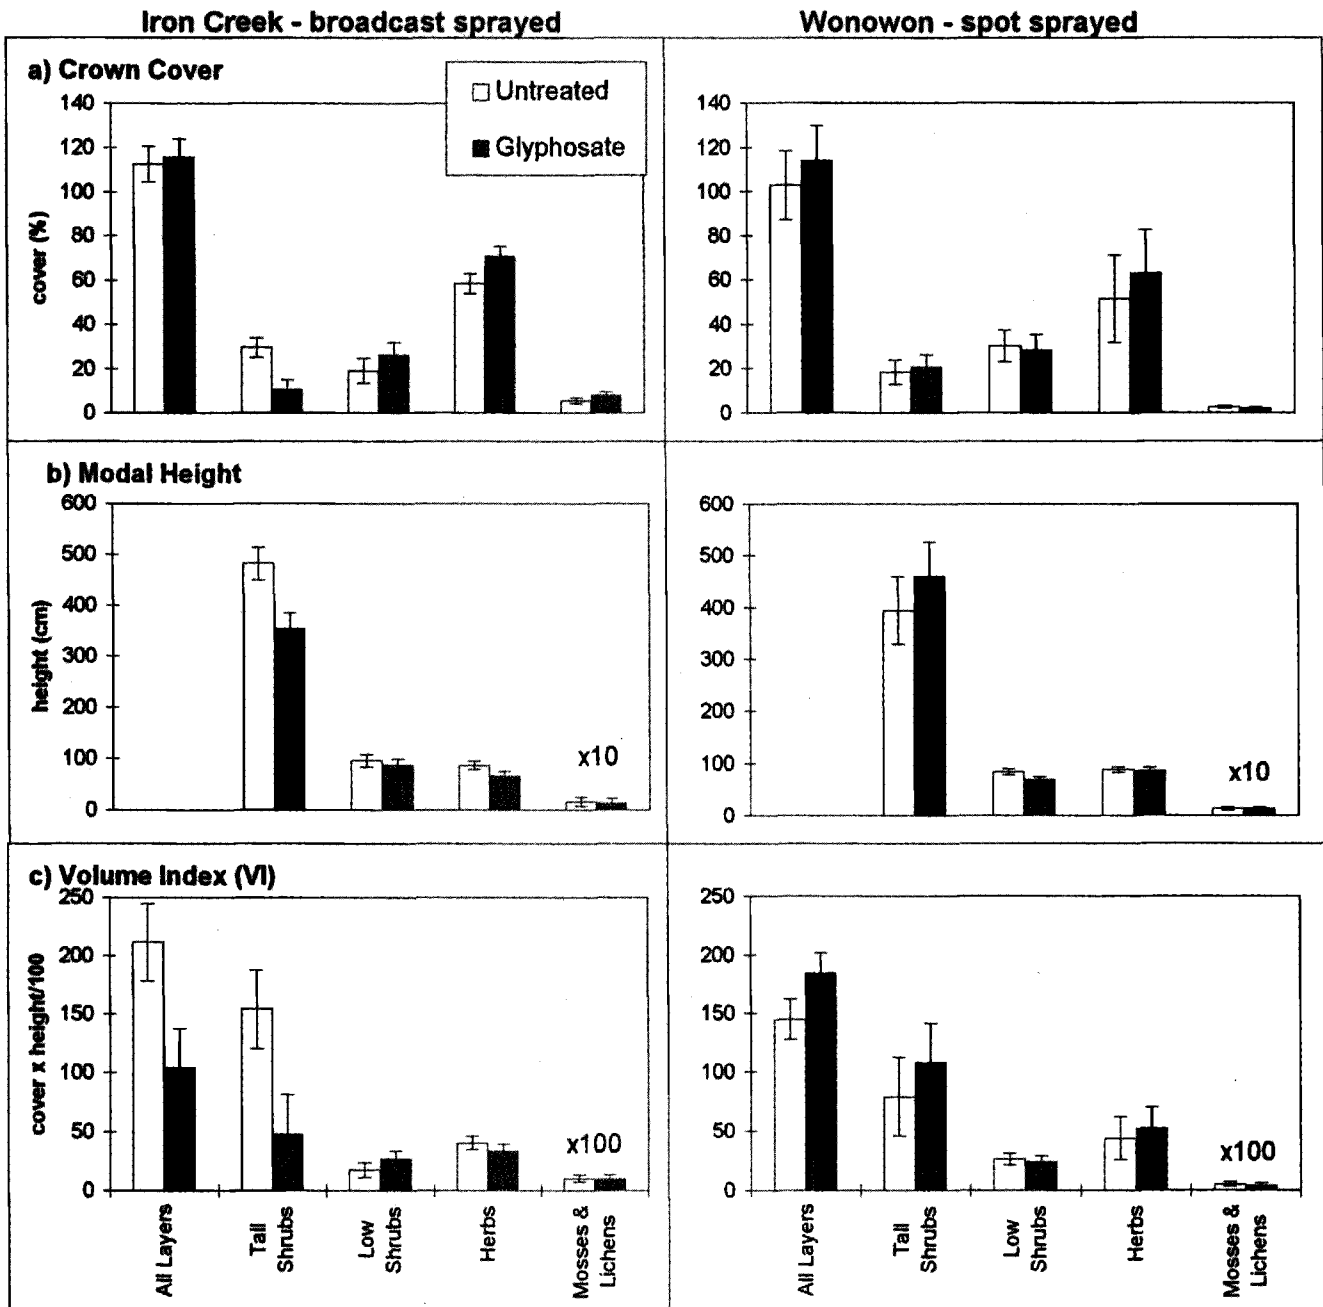 Iron Creek - broadcast sprayed
Wonowon - spot sprayed
a) Crown Cover
Untreated
Glyphosate
cover (%)
140
120
100
80
60
40
20
0
140
120
100
80
60
40
20
0
b) Modal Height
height (cm)
600
500
400
300
200
100
0
x10
600
500
400
300
200
100
0
x10
c) Volume Index (VI)
cover x height/100
250
200
150
100
50
0
x100
250
200
150
100
50
0
x100
All Layers
Tall
Shrubs
Low
Shrubs
Herbs
Mosses &
Lichens
All Layers
Tall
Shrubs
Low
Shrubs
Herbs
Mosses &
Lichens